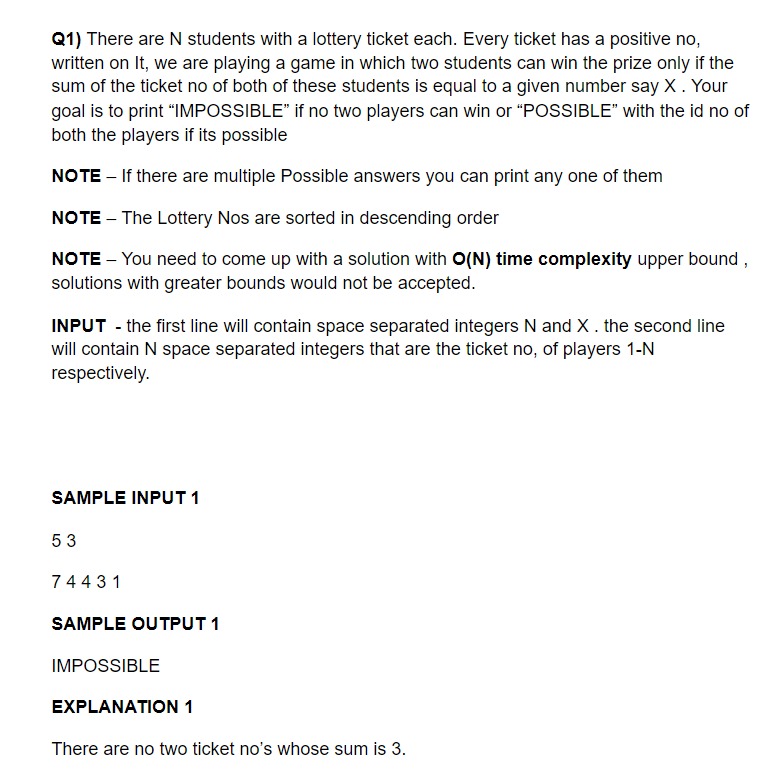 Q1) There are N students with a lottery ticket each. Every ticket has a positive no,
written on It, we are playing a game in which two students can win the prize only if the
sum of the ticket no of both of these students is equal to a given number say X . Your
goal is to print “IMPOSSIBLE” if no two players can win or “POSSIBLE” with the id no of
both the players if its possible
NOTE – If there are multiple Possible answers you can print any one of them
NOTE – The Lottery Nos are sorted in descending order
NOTE – You need to come up with a solution with O(N) time complexity upper bound ,
solutions with greater bounds would not be accepted.
INPUT - the first line will contain space separated integers N and X . the second line
will contain N space separated integers that are the ticket no, of players 1-N
respectively.
SAMPLE INPUT 1
5 3
7 4 4 3 1
SAMPLE OUTPUT 1
IMPOSSIBLE
EXPLANATION 1
There are no two ticket no’s whose sum is 3.